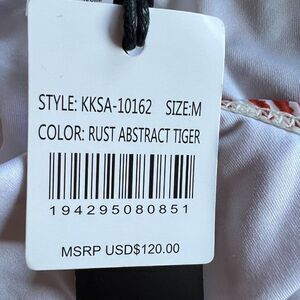 STYLE: KKSA-10162 SIZE:M
COLOR: RUST ABSTRACT TIGER
194295080851
MSRP USD$120.00